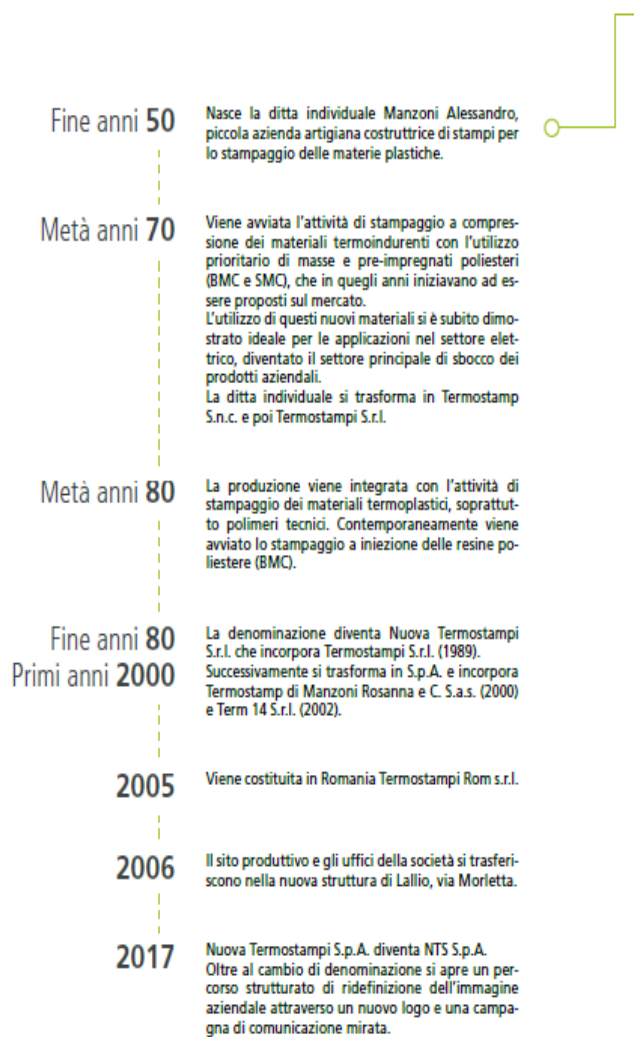 Fine anni 50
Nasce la ditta individuale Manzoni Alessandro,
piccola azienda artigiana costruttrice di stampi per
lo stampaggio delle materie plastiche.
Metà anni 70
Viene avviata l'attività di stampaggio a compres-
sione dei materiali termoindurenti con l'utilizzo
prioritario di masse e pre-impregnati poliesteri
(BMC e SMC), che in quegli anni iniziavano ad es-
sere proposti sul mercato.
L'utilizzo di questi nuovi materiali si è subito dimo-
strato ideale per le applicazioni nel settore elet-
trico, diventato il settore principale di sbocco dei
prodotti aziendali.
La ditta individuale si trasforma in Termostamp
S.n.c. e poi Termostampi S.r.l.
Metà anni 80
La produzione viene integrata con l'attività di
stampaggio dei materiali termoplastici, soprattut-
to polimeri tecnici. Contemporaneamente viene
avviato lo stampaggio a iniezione delle resine po-
liestere (BMC).
Fine anni 80
Primi anni 2000
La denominazione diventa Nuova Termostampi
S.r.l. che incorpora Termostampi S.r.l. (1989).
Successivamente si trasforma in S.p.A. e incorpora
Termostamp di Manzoni Rosanna e C. S.a.s. (2000)
e Term 14 S.r.l. (2002).
2005
Viene costituita in Romania Termostampi Rom s.r.l.
2006
Il sito produttivo e gli uffici della società si trasferi-
scono nella nuova struttura di Lallio, via Morletta.
2017
Nuova Termostampi S.p.A. diventa NTS S.p.A.
Oltre al cambio di denominazione si apre un per-
corso strutturato di ridefinizione dell'immagine
aziendale attraverso un nuovo logo e una campa-
gna di comunicazione mirata.